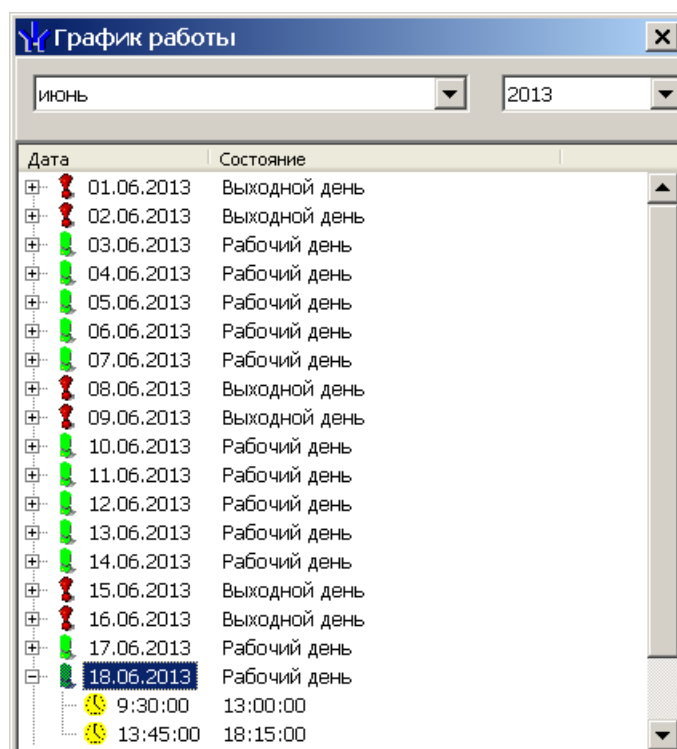 График работы
июнь 2013
Дата Состояние
01.06.2013 Выходной день
02.06.2013 Выходной день
03.06.2013 Рабочий день
04.06.2013 Рабочий день
05.06.2013 Рабочий день
06.06.2013 Рабочий день
07.06.2013 Рабочий день
08.06.2013 Выходной день
09.06.2013 Выходной день
10.06.2013 Рабочий день
11.06.2013 Рабочий день
12.06.2013 Рабочий день
13.06.2013 Рабочий день
14.06.2013 Рабочий день
15.06.2013 Выходной день
16.06.2013 Выходной день
17.06.2013 Рабочий день
18.06.2013 Рабочий день
9:30:00 13:00:00
13:45:00 18:15:00